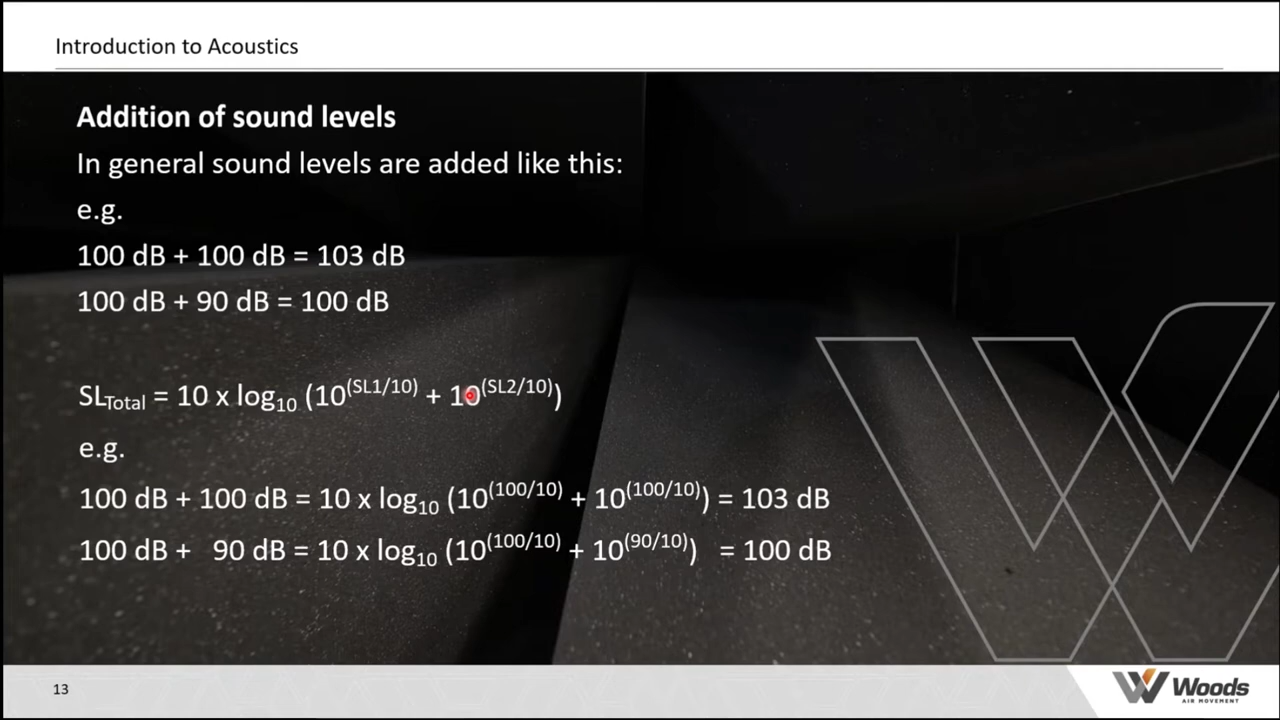 Introduction to Acoustics
Addition of sound levels
In general sound levels are added like this:
e.g.
100 dB + 100 dB = 103 dB
100 dB + 90 dB = 100 dB
SL_Total = 10 x log₁₀ (10^(SL1/10) + 10^(SL2/10))
e.g.
100 dB + 100 dB = 10 x log₁₀ (10^(100/10) + 10^(100/10)) = 103 dB
100 dB + 90 dB = 10 x log₁₀ (10^(100/10) + 10^(90/10)) = 100 dB
13
Woods
AIR MOVEMENT